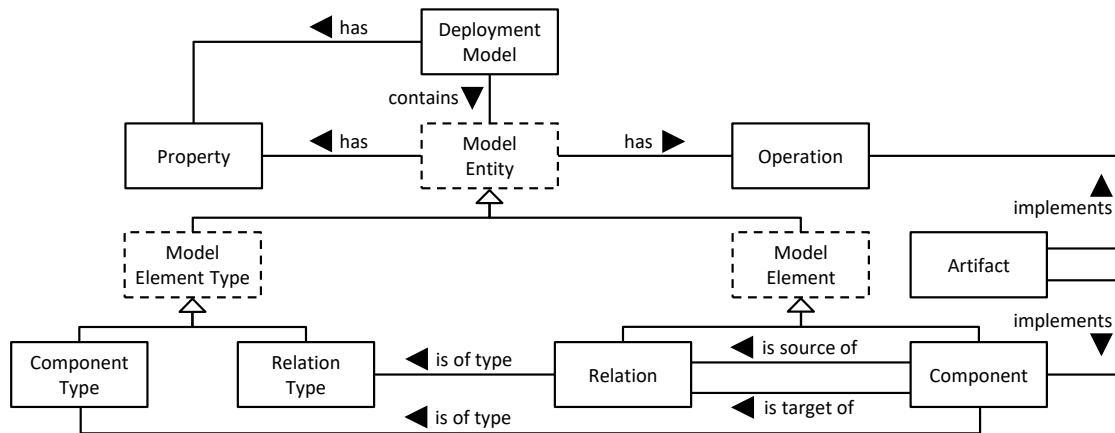 has
Deployment
Model
contains
Property
has
Model
Entity
has
Operation
implements
Model
Element Type
Model
Element
Artifact
implements
Component
Type
Relation
Type
is of type
Relation
is source of
is target of
Component
is of type